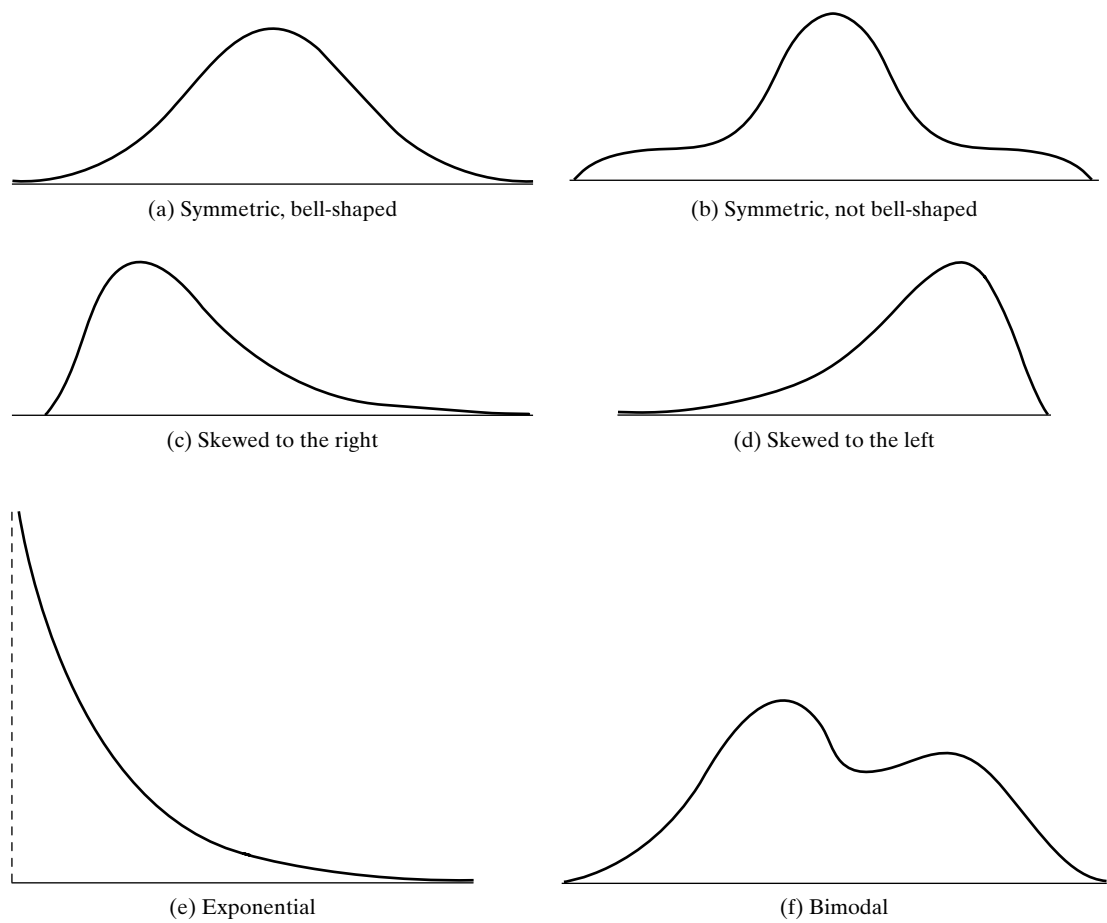 (a) Symmetric, bell-shaped
(b) Symmetric, not bell-shaped
(c) Skewed to the right
(d) Skewed to the left
(e) Exponential
(f) Bimodal